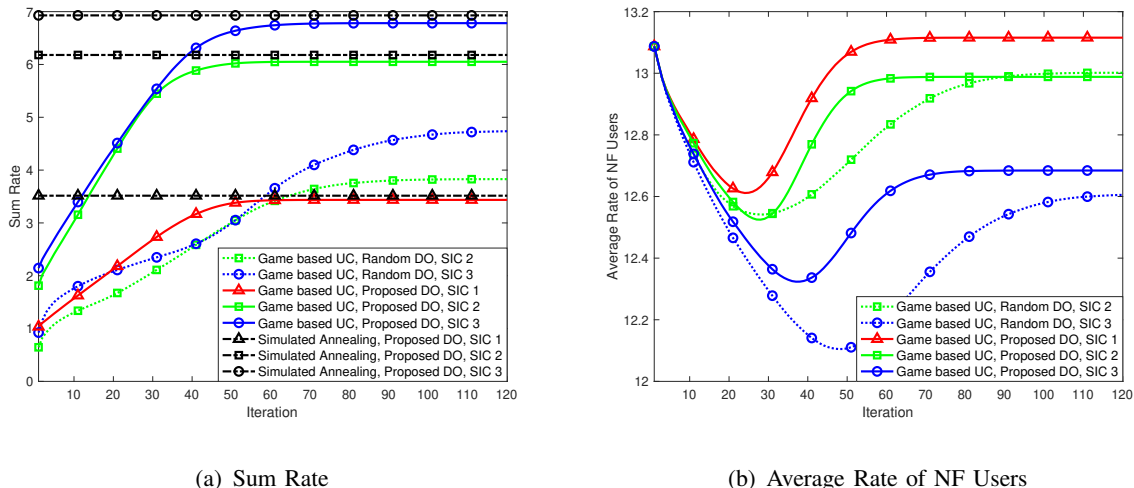 7
6
5
4
3
2
1
0
Sum Rate
10 20 30 40 50 60 70 80 90 100 110 120
Iteration
Game based UC, Random DO, SIC 2
Game based UC, Random DO, SIC 3
Game based UC, Proposed DO, SIC 1
Game based UC, Proposed DO, SIC 2
Game based UC, Proposed DO, SIC 3
Simulated Annealing, Proposed DO, SIC 1
Simulated Annealing, Proposed DO, SIC 2
Simulated Annealing, Proposed DO, SIC 3
(a) Sum Rate
13.2
13
12.8
12.6
12.4
12.2
12
Average Rate of NF Users
10 20 30 40 50 60 70 80 90 100 110 120
Iteration
Game based UC, Random DO, SIC 2
Game based UC, Random DO, SIC 3
Game based UC, Proposed DO, SIC 1
Game based UC, Proposed DO, SIC 2
Game based UC, Proposed DO, SIC 3
(b) Average Rate of NF Users